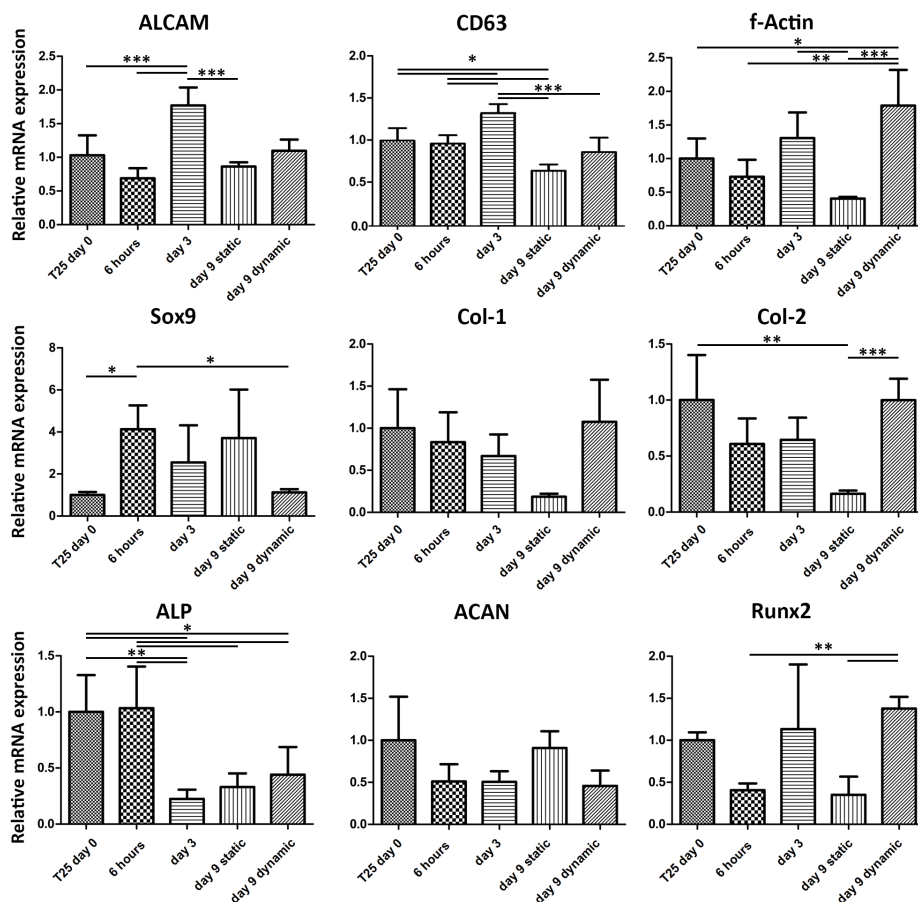 ALCAM
CD63
f-Actin
Relative mRNA expression
2.5
2.0
1.5
1.0
0.5
0.0
***
***
T25 day 0
6 hours
day 3
day 9 static
day 9 dynamic
2.0
1.5
1.0
0.5
0.0
*
***
T25 day 0
6 hours
day 3
day 9 static
day 9 dynamic
2.5
2.0
1.5
1.0
0.5
0.0
*
***
**
T25 day 0
6 hours
day 3
day 9 static
day 9 dynamic
Sox9
Col-1
Col-2
Relative mRNA expression
8
6
4
2
0
*
*
T25 day 0
6 hours
day 3
day 9 static
day 9 dynamic
2.0
1.5
1.0
0.5
0.0
T25 day 0
6 hours
day 3
day 9 static
day 9 dynamic
1.5
1.0
0.5
0.0
**
***
T25 day 0
6 hours
day 3
day 9 static
day 9 dynamic
ALP
ACAN
Runx2
Relative mRNA expression
1.5
1.0
0.5
0.0
*
**
T25 day 0
6 hours
day 3
day 9 static
day 9 dynamic
2.0
1.5
1.0
0.5
0.0
T25 day 0
6 hours
day 3
day 9 static
day 9 dynamic
2.0
1.5
1.0
0.5
0.0
**
T25 day 0
6 hours
day 3
day 9 static
day 9 dynamic